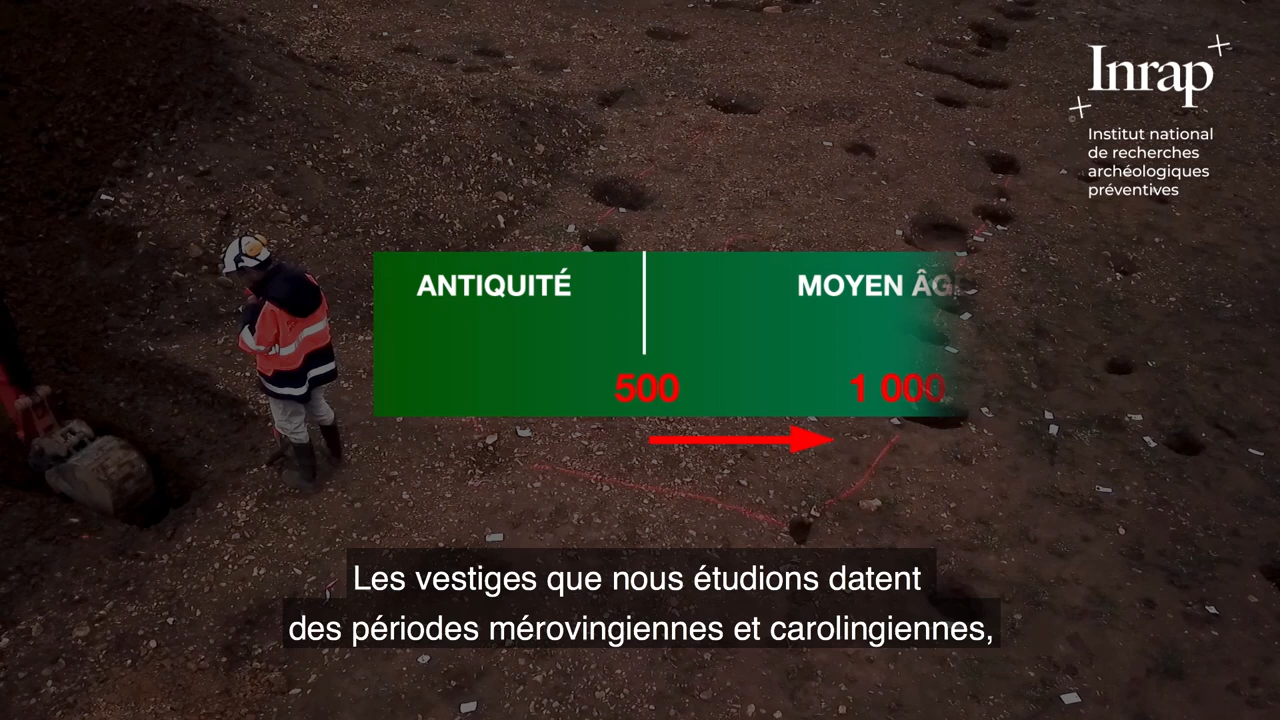 Inrap
Institut national
de recherches
archéologiques
préventives
ANTIQUITÉ
MOYEN ÂGE
500
1 000
Les vestiges que nous étudions datent
des périodes mérovingiennes et carolingiennes,